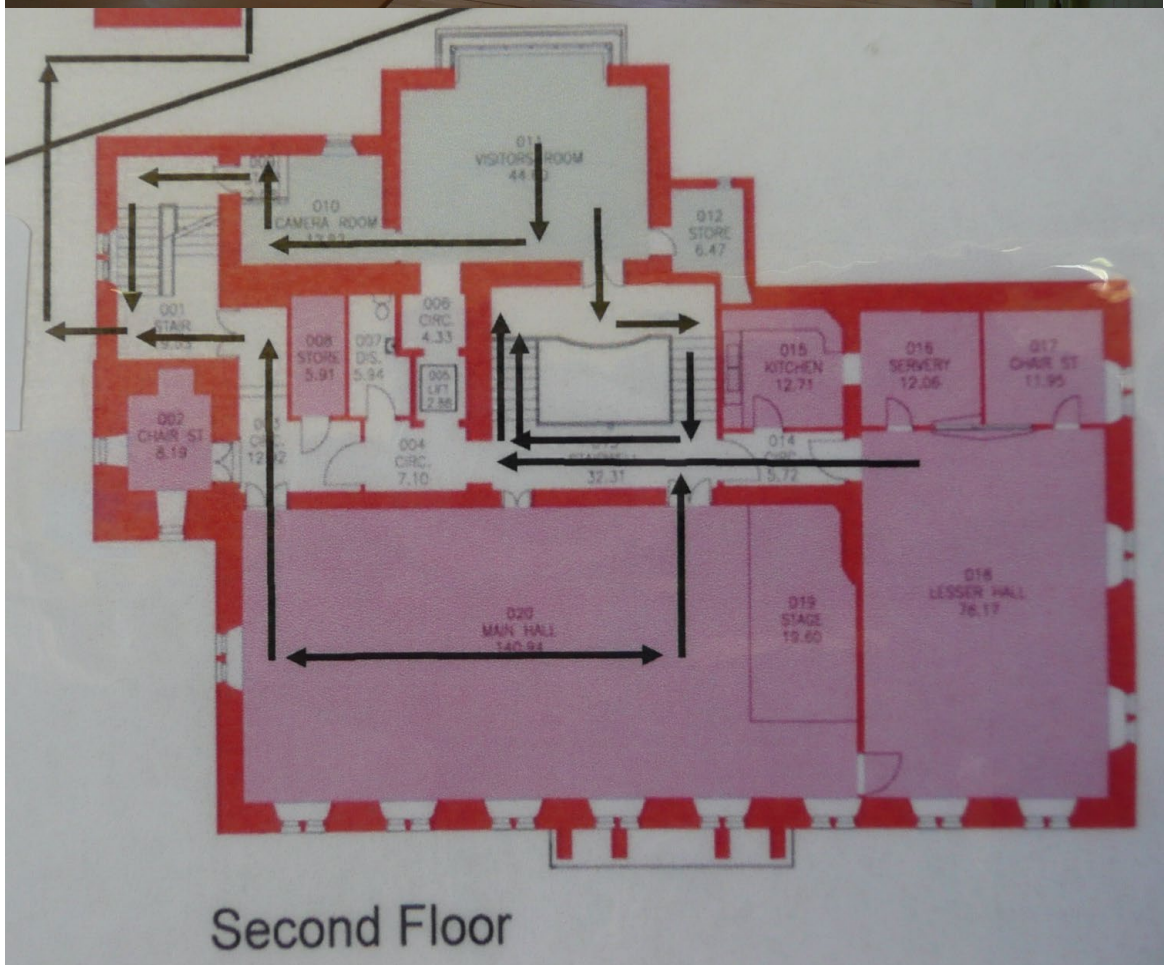 011
VISITORS ROOM
010
CAMERA ROOM
012
STORE
6.47
001
STAIR
006
CIRC.
4.33
008
STORE
5.91
007
DIS.
5.94
005
LIFT
2.88
015
KITCHEN
12.71
016
SERVERY
12.06
017
CHAIR ST
11.95
002
CHAIR ST
8.19
004
CIRC.
7.10
32.31
014
CIRC.
5.72
018
LESSER HALL
76.17
019
STAGE
19.60
020
MAIN HALL
140.94
Second Floor